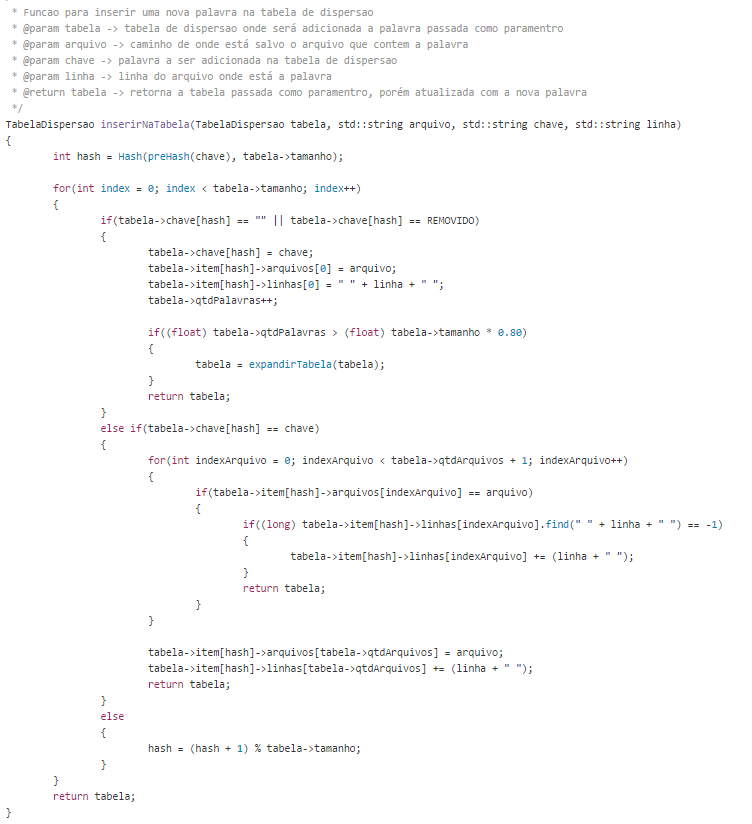 * Funcao para inserir uma nova palavra na tabela de dispersao
 * @param tabela -> tabela de dispersao onde será adicionada a palavra passada como paramentro
 * @param arquivo -> caminho de onde está salvo o arquivo que contem a palavra
 * @param chave -> palavra a ser adicionada na tabela de dispersao
 * @param linha -> linha do arquivo onde está a palavra
 * @return tabela -> retorna a tabela passada como paramentro, porém atualizada com a nova palavra
 */
TabelaDispersao inserirNaTabela(TabelaDispersao tabela, std::string arquivo, std::string chave, std::string linha)
{
        int hash = Hash(preHash(chave), tabela->tamanho);

        for(int index = 0; index < tabela->tamanho; index++)
        {
                if(tabela->chave[hash] == "" || tabela->chave[hash] == REMOVIDO)
                {
                        tabela->chave[hash] = chave;
                        tabela->item[hash]->arquivos[0] = arquivo;
                        tabela->item[hash]->linhas[0] = " " + linha + " ";
                        tabela->qtdPalavras++;

                        if((float) tabela->qtdPalavras > (float) tabela->tamanho * 0.80)
                        {
                                tabela = expandirTabela(tabela);
                        }
                        return tabela;
                }
                else if(tabela->chave[hash] == chave)
                {
                        for(int indexArquivo = 0; indexArquivo < tabela->qtdArquivos + 1; indexArquivo++)
                        {
                                if(tabela->item[hash]->arquivos[indexArquivo] == arquivo)
                                {
                                        if((long) tabela->item[hash]->linhas[indexArquivo].find(" " + linha + " ") == -1)
                                        {
                                                tabela->item[hash]->linhas[indexArquivo] += (linha + " ");
                                        }
                                        return tabela;
                                }
                        }

                        tabela->item[hash]->arquivos[tabela->qtdArquivos] = arquivo;
                        tabela->item[hash]->linhas[tabela->qtdArquivos] += (linha + " ");
                        return tabela;
                }
                else
                {
                        hash = (hash + 1) % tabela->tamanho;
                }
        }
        return tabela;
}